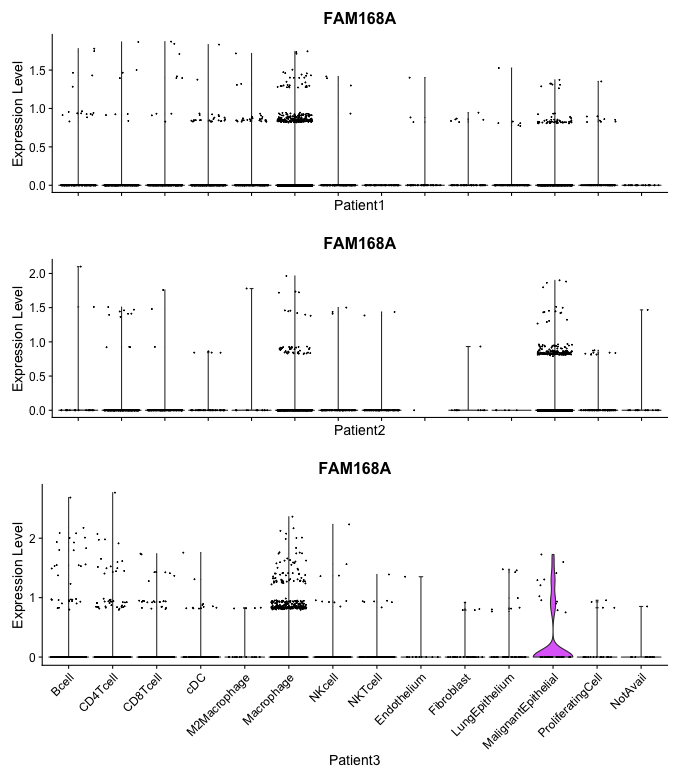 FAM168A
Expression Level
1.5
1.0
0.5
0.0
Patient1
FAM168A
Expression Level
2.0
1.5
1.0
0.5
0.0
Patient2
FAM168A
Expression Level
2
1
0
Bcell
CD4Tcell
CD8Tcell
cDC
M2Macrophage
Macrophage
NKcell
NKTcell
Endothelium
Fibroblast
LungEpithelium
MalignantEpithelial
ProliferatingCell
NotAvail
Patient3